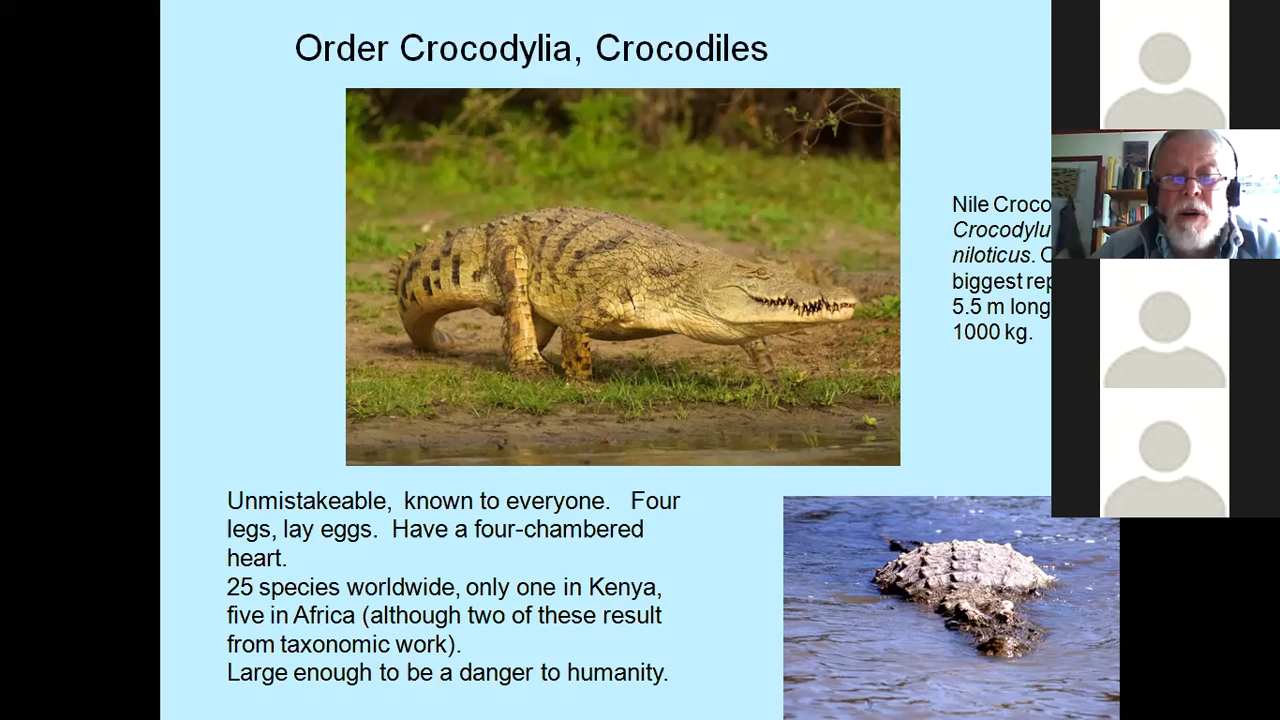 Order Crocodylia, Crocodiles
Nile Croco
Crocodylu
niloticus.
biggest rep
5.5 m long
1000 kg.
Unmistakeable, known to everyone. Four
legs, lay eggs. Have a four-chambered
heart.
25 species worldwide, only one in Kenya,
five in Africa (although two of these result
from taxonomic work).
Large enough to be a danger to humanity.